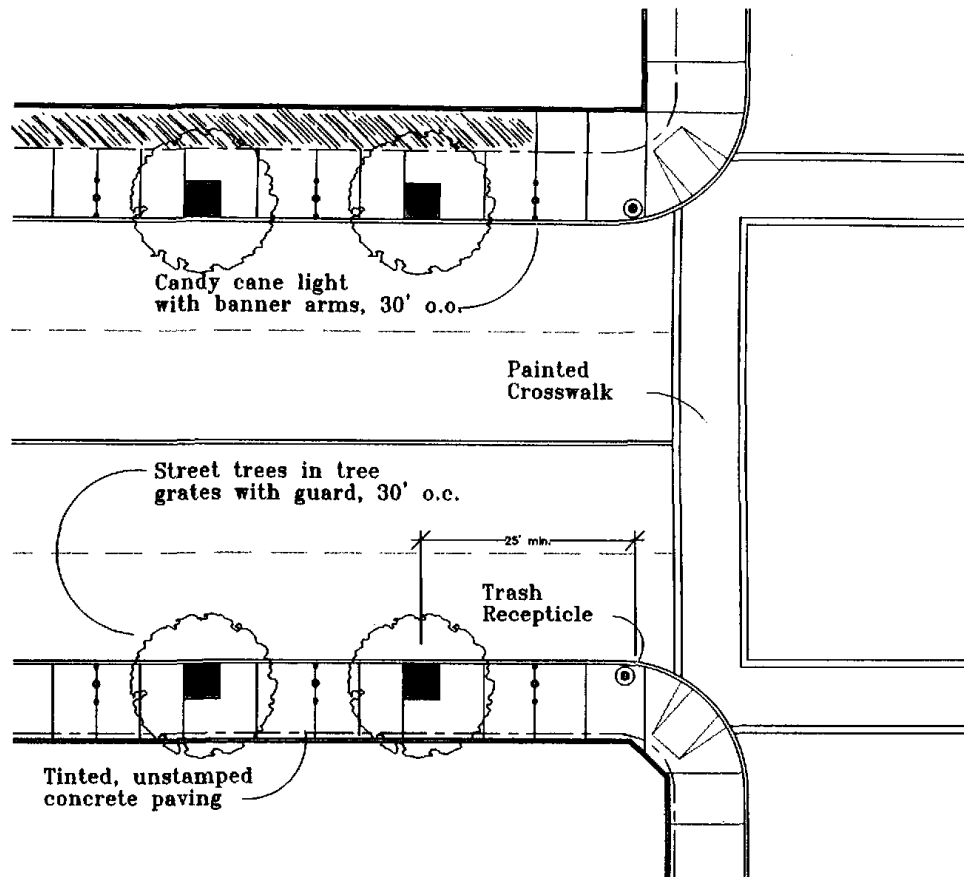 Candy cane light
with banner arms, 30' o.c.
Painted
Crosswalk
Street trees in tree
grates with guard, 30' o.c.
25' min.
Trash
Recepticle
Tinted, unstamped
concrete paving